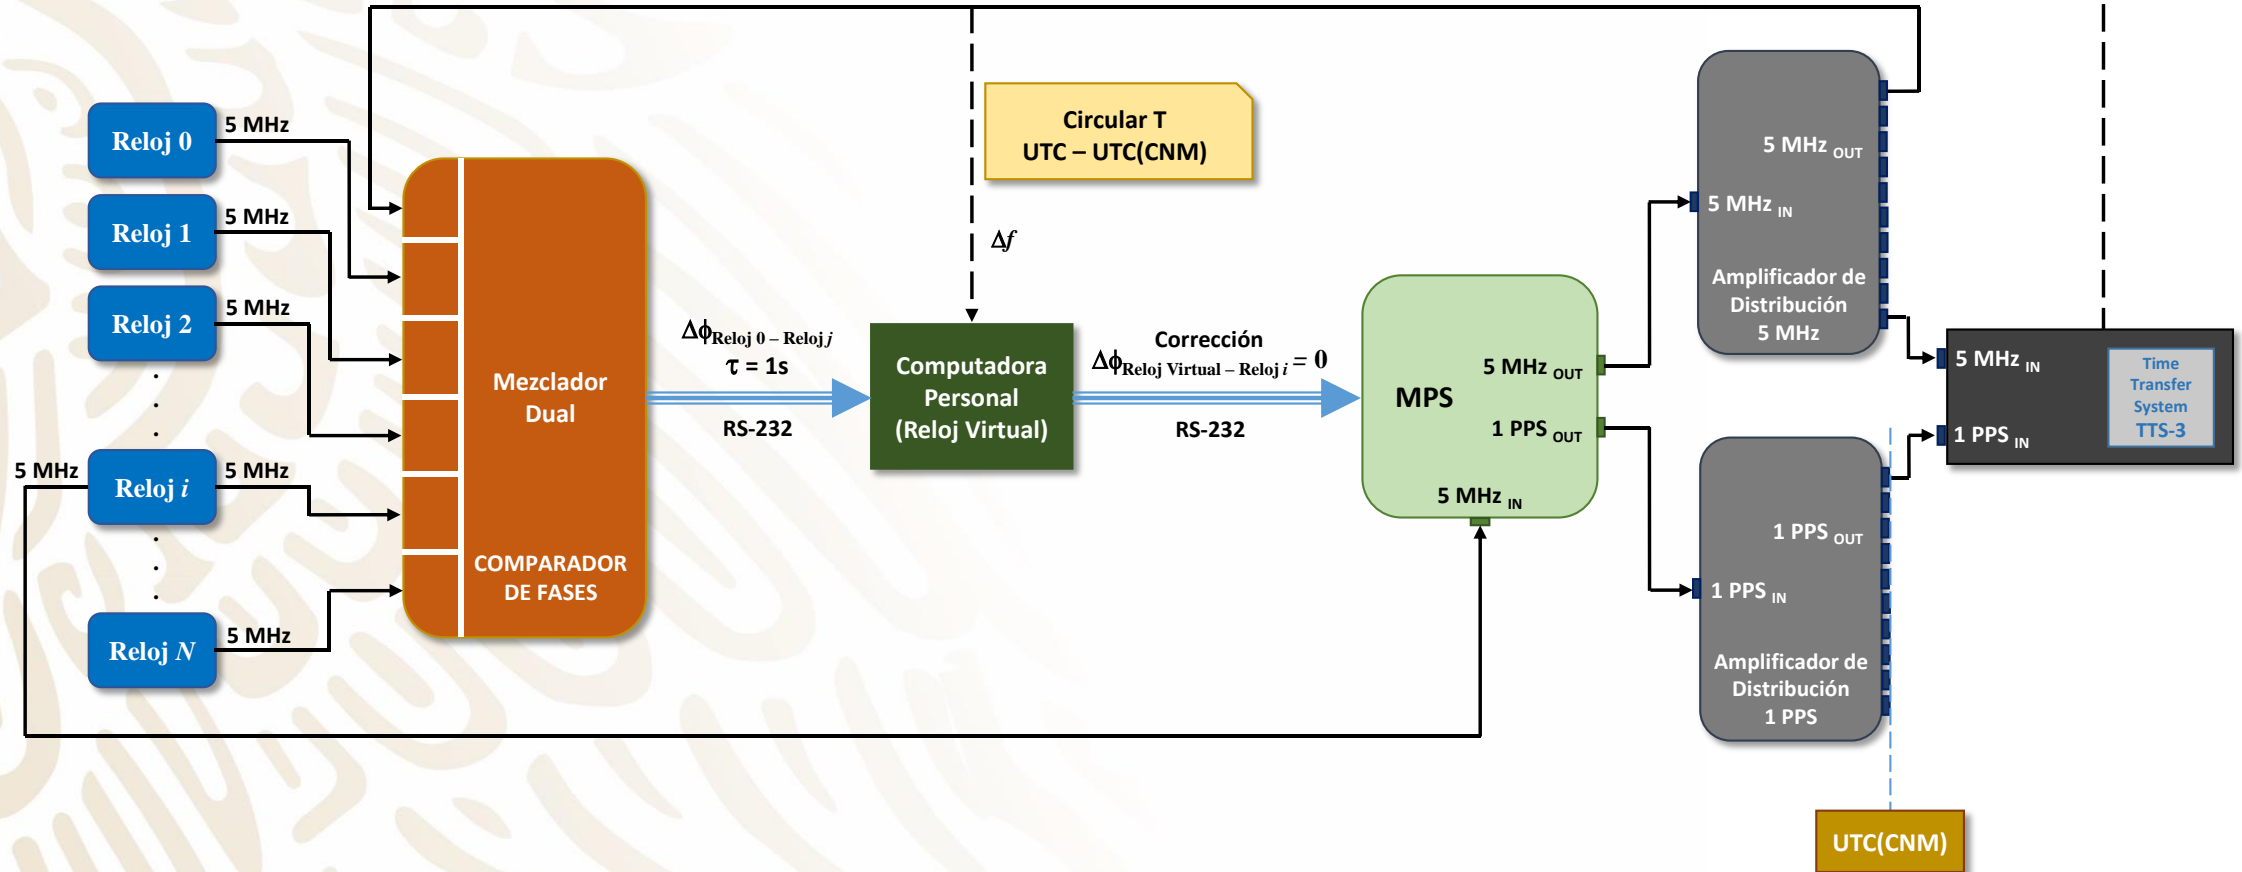 Reloj 0
5 MHz
Reloj 1
5 MHz
Reloj 2
5 MHz
.
.
.
5 MHz
Reloj i
5 MHz
.
.
.
Reloj N
5 MHz
Mezclador
Dual
COMPARADOR
DE FASES
ΔϕReloj 0 – Reloj j
τ = 1s
RS-232
Circular T
UTC – UTC(CNM)
Δf
Computadora
Personal
(Reloj Virtual)
Corrección
ΔϕReloj Virtual – Reloj i = 0
RS-232
MPS
5 MHz OUT
1 PPS OUT
5 MHz IN
5 MHz OUT
5 MHz IN
Amplificador de
Distribución
5 MHz
1 PPS OUT
1 PPS IN
Amplificador de
Distribución
1 PPS
5 MHz IN
1 PPS IN
Time
Transfer
System
TTS-3
UTC(CNM)